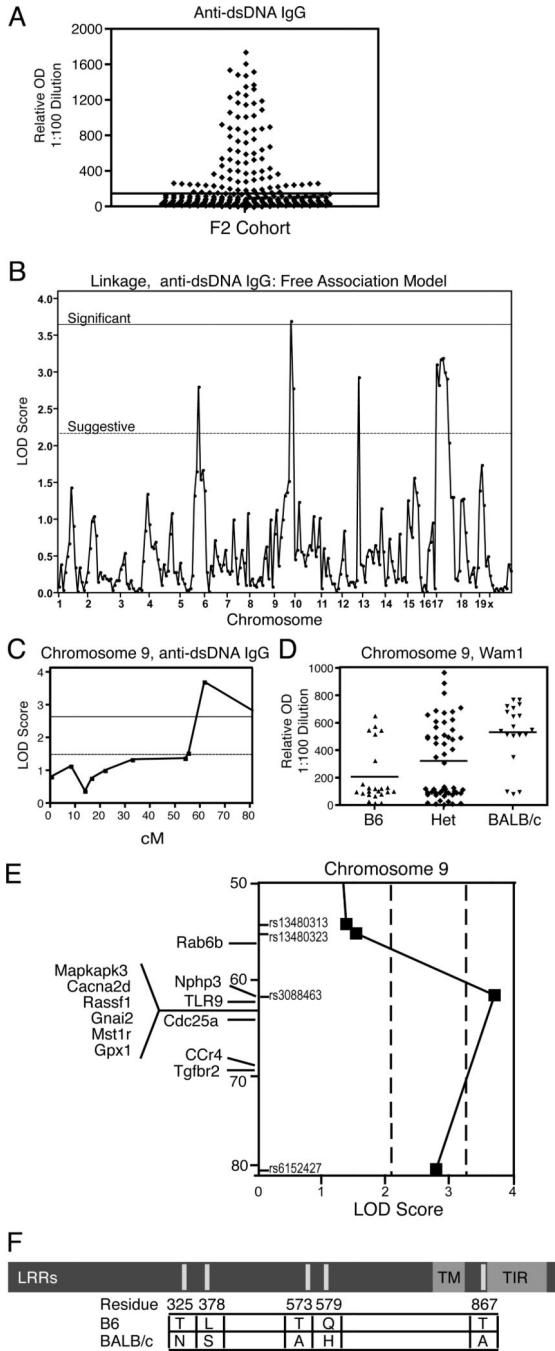 A
Anti-dsDNA IgG
Relative OD
1:100 Dilution
2000
1600
1200
800
400
0
F2 Cohort
B
Linkage, anti-dsDNA IgG: Free Association Model
LOD Score
4.0
3.5
3.0
2.5
2.0
1.5
1.0
0.5
0.0
Significant
Suggestive
1 2 3 4 5 6 7 8 9 10 11 12 13 14 15 16 17 18 19 x
Chromosome
C
Chromosome 9, anti-dsDNA IgG
LOD Score
4
3
2
1
0
0 10 20 30 40 50 60 70 80
cM
D
Chromosome 9, Wam1
Relative OD
1:100 Dilution
1000
800
600
400
200
0
B6 Het BALB/c
E
Chromosome 9
50
60
70
80
rs13480313
rs13480323
rs3088463
rs6152427
Rab6b
Nphp3
TLR9
Cdc25a
CCr4
Tgfbr2
Mapkapk3
Cacna2d
Rassf1
Gnai2
Mst1r
Gpx1
0 1 2 3 4
LOD Score
F
LRRs TM TIR
Residue 325 378 573 579 867
B6 T L T Q T
BALB/c N S A H A